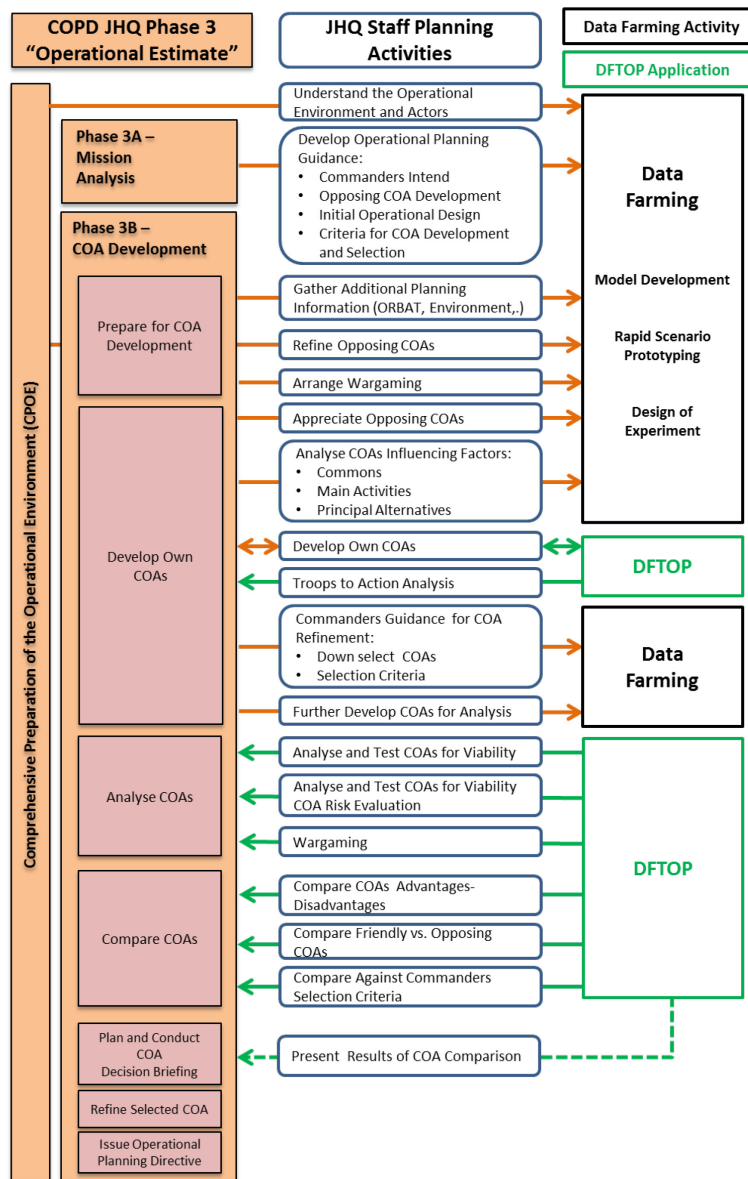 COPD JHQ Phase 3
“Operational Estimate”
JHQ Staff Planning
Activities
Data Farming Activity
DFTOP Application
Comprehensive Preparation of the Operational Environment (CPOE)
Understand the Operational
Environment and Actors
Phase 3A –
Mission
Analysis
Develop Operational Planning
Guidance:
• Commanders Intend
• Opposing COA Development
• Initial Operational Design
• Criteria for COA Development
and Selection
Data
Farming
Model Development
Rapid Scenario
Prototyping
Design of
Experiment
Phase 3B –
COA Development
Prepare for COA
Development
Gather Additional Planning
Information (ORBAT, Environment,.)
Refine Opposing COAs
Arrange Wargaming
Develop Own
COAs
Appreciate Opposing COAs
Analyse COAs Influencing Factors:
• Commons
• Main Activities
• Principal Alternatives
Develop Own COAs
Troops to Action Analysis
DFTOP
Commanders Guidance for COA
Refinement:
• Down select COAs
• Selection Criteria
Further Develop COAs for Analysis
Data
Farming
Analyse COAs
Analyse and Test COAs for Viability
Analyse and Test COAs for Viability
COA Risk Evaluation
Wargaming
DFTOP
Compare COAs
Compare COAs Advantages-
Disadvantages
Compare Friendly vs. Opposing
COAs
Compare Against Commanders
Selection Criteria
Plan and Conduct
COA
Decision Briefing
Present Results of COA Comparison
Refine Selected COA
Issue Operational
Planning Directive